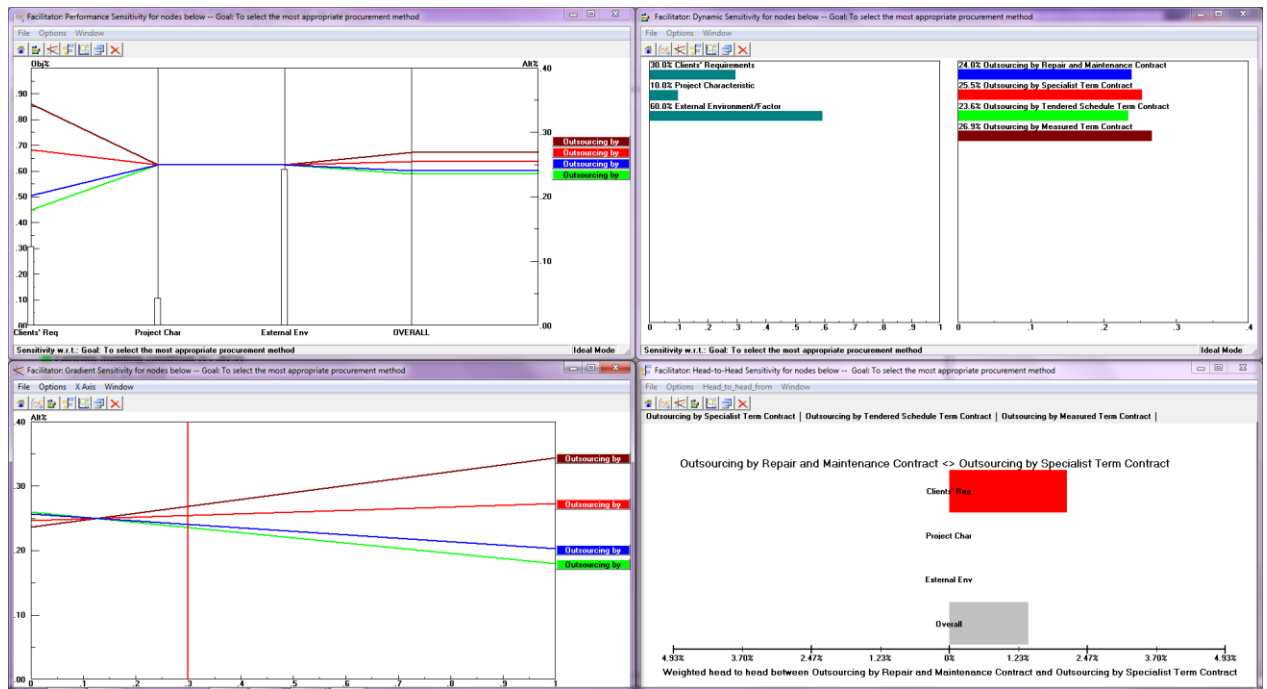 Facilitator: Performance Sensitivity for nodes below -- Goal: To select the most appropriate procurement method
File Options Window
Obj% Alt%
.90
.80
.70
.60
.50
.40
.30
.20
.10
.00
.40
.30
.20
.10
.00
Outsourcing by
Outsourcing by
Outsourcing by
Outsourcing by
Clients' Req Project Char External Env OVERALL
Sensitivity w.r.t.: Goal: To select the most appropriate procurement method Ideal Mode
Facilitator: Dynamic Sensitivity for nodes below -- Goal: To select the most appropriate procurement method
File Options Window
30.0% Clients' Requirements
10.0% Project Characteristic
60.0% External Environment/Factor
0 .1 .2 .3 .4 .5 .6 .7 .8 .9 1
24.0% Outsourcing by Repair and Maintenance Contract
25.5% Outsourcing by Specialist Term Contract
23.6% Outsourcing by Tendered Schedule Term Contract
26.9% Outsourcing by Measured Term Contract
0 .1 .2 .3 .4
Sensitivity w.r.t.: Goal: To select the most appropriate procurement method Ideal Mode
Facilitator: Gradient Sensitivity for nodes below -- Goal: To select the most appropriate procurement method
File Options X Axis Window
Alt%
.40
.30
.20
.10
.00
0 .1 .2 .3 .4 .5 .6 .7 .8 .9 1
Outsourcing by
Outsourcing by
Outsourcing by
Outsourcing by
Facilitator: Head-to-Head Sensitivity for nodes below -- Goal: To select the most appropriate procurement method
File Options Head_to_head_from Window
Outsourcing by Specialist Term Contract | Outsourcing by Tendered Schedule Term Contract | Outsourcing by Measured Term Contract |
Outsourcing by Repair and Maintenance Contract <> Outsourcing by Specialist Term Contract
Clients' Req
Project Char
External Env
Overall
4.93% 3.70% 2.47% 1.23% 0% 1.23% 2.47% 3.70% 4.93%
Weighted head to head between Outsourcing by Repair and Maintenance Contract and Outsourcing by Specialist Term Contract